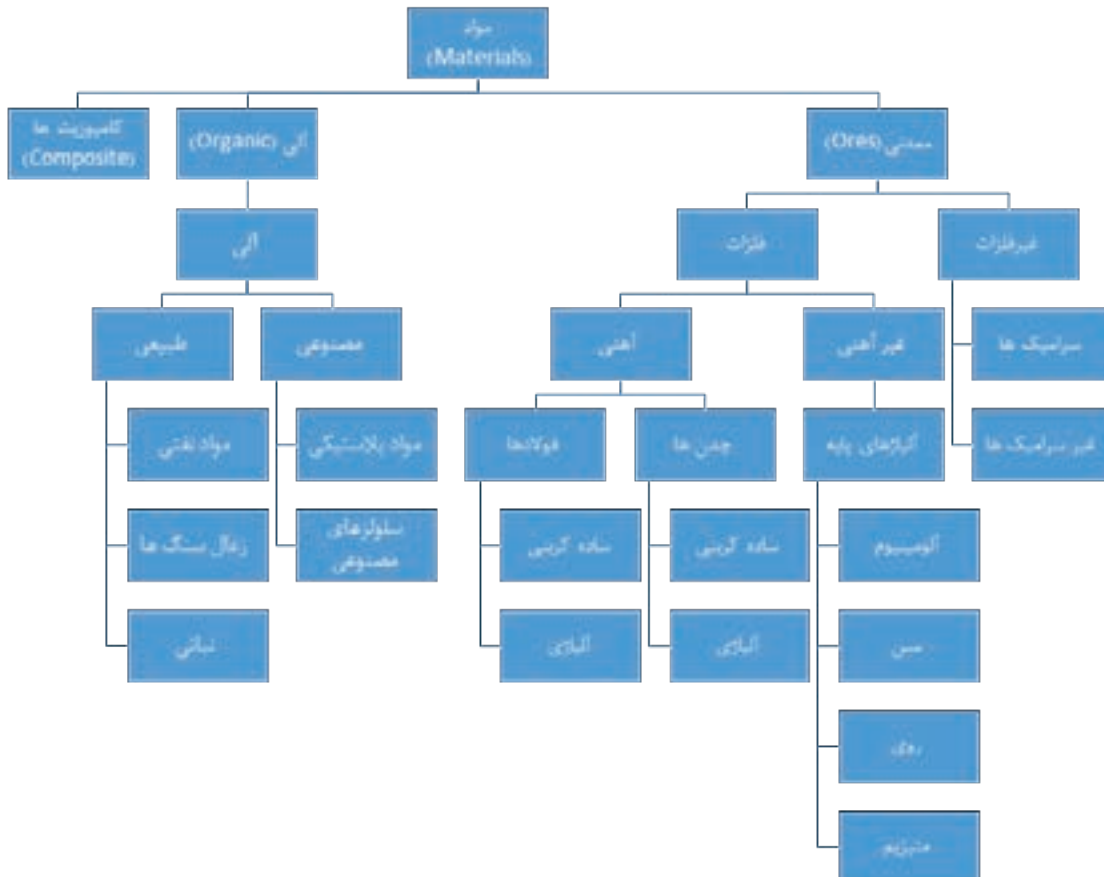 مواد
(Materials)
معدنی (Ores)
آلی (Organic)
کامپوزیت ها
(Composite)
غیرفلزات
فلزات
آلی
سرامیک ها
غیر سرامیک ها
غیر آهنی
آهنی
مصنوعی
طبیعی
آلیاژهای پایه
چدن ها
فولادها
مواد پلاستیکی
مواد نفتی
آلومینیوم
ساده کربنی
ساده کربنی
سلولزهای
مصنوعی
زغال سنگ ها
مس
آلیاژی
آلیاژی
نباتی
روی
منیزیم